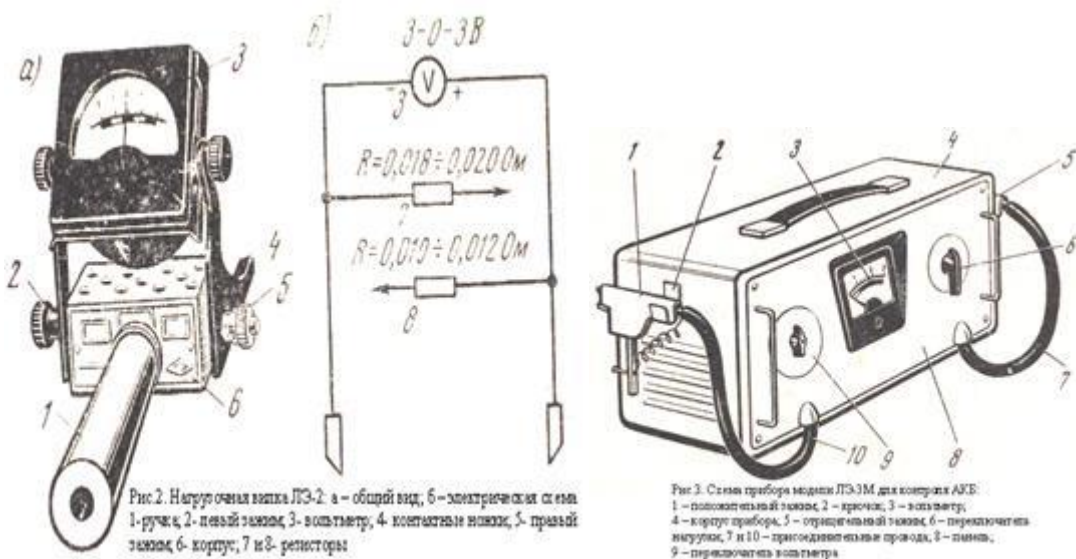 а)
3
2
4
5
1
6
б)
3-0-3В
V
− 3 +
R=0,018÷0,020 Ом
7
R=0,010÷0,012 Ом
8
Рис.2. Нагрузочная вилка ЛЭ-2: а – общий вид; б – электрическая схема
1- ручка; 2- левый зажим; 3- вольтметр; 4- контактные ножки; 5- правый
зажим; 6- корпус; 7 и 8- резисторы
1 2 3 4
5
6
7
8
9
10
Рис 3. Схема прибора модели ЛЭ-3М для контроля АКБ:
1 – положительный зажим; 2 – крючок; 3 – вольтметр;
4 – корпус прибора; 5 – отрицательный зажим; 6 – переключатель
нагрузки; 7 и 10 – присоединительные провода; 8 – панель;
9 – переключатель вольтметра